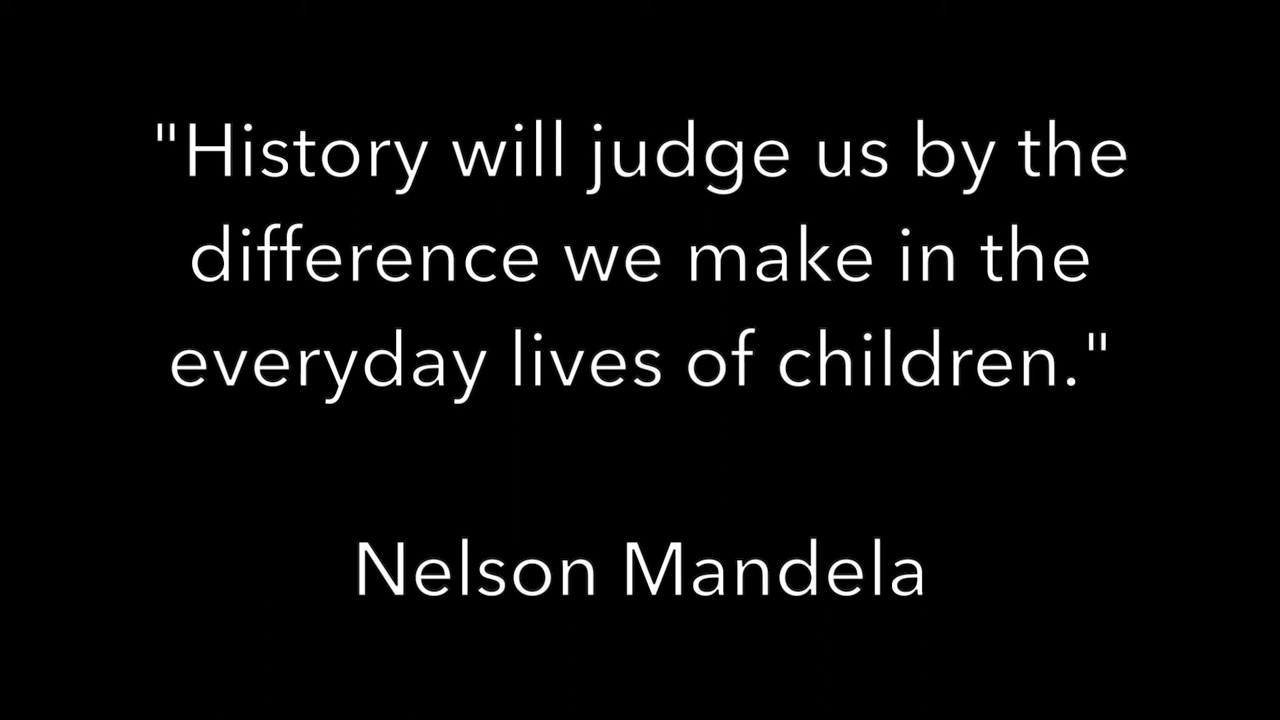 "History will judge us by the
difference we make in the
everyday lives of children."
Nelson Mandela